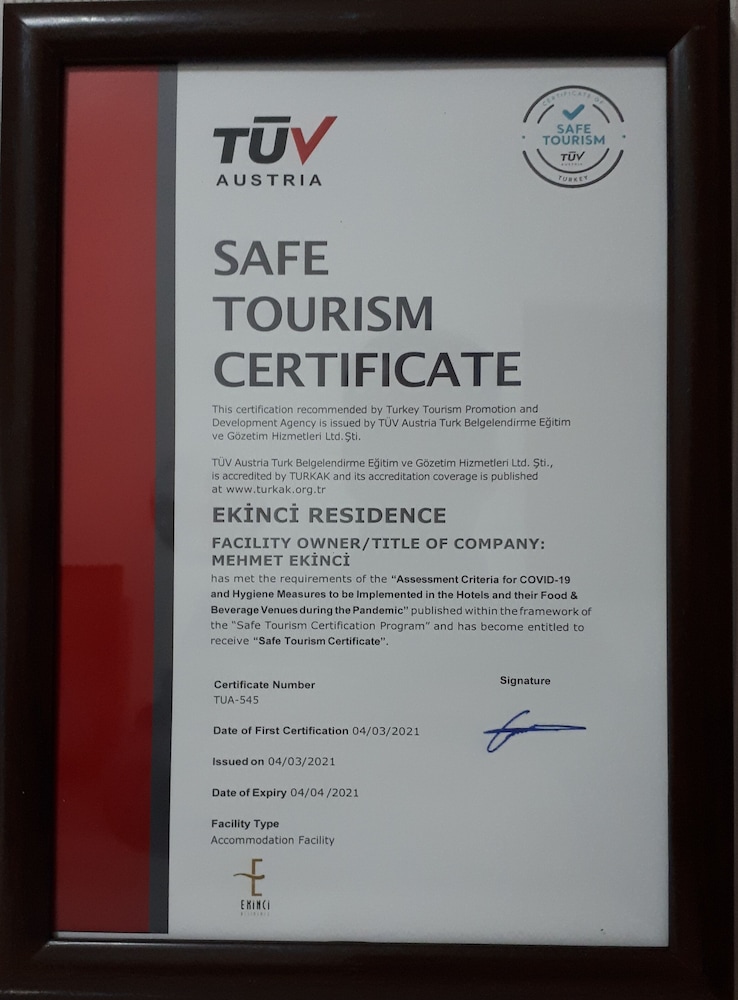 TÜV
AUSTRIA
CERTIFICATE OF
SAFE
TOURISM
TÜV
AUSTRIA
TURKEY
SAFE
TOURISM
CERTIFICATE
This certification recommended by Turkey Tourism Promotion and
Development Agency is issued by TÜV Austria Turk Belgelendirme Eğitim
ve Gözetim Hizmetleri Ltd.Şti.
TÜV Austria Turk Belgelendirme Eğitim ve Gözetim Hizmetleri Ltd. Şti.,
is accredited by TURKAK and its accreditation coverage is published
at www.turkak.org.tr
EKİNCİ RESIDENCE
FACILITY OWNER/TITLE OF COMPANY:
MEHMET EKİNCİ
has met the requirements of the "Assessment Criteria for COVID-19
and Hygiene Measures to be Implemented in the Hotels and their Food &
Beverage Venues during the Pandemic" published within the framework of
the "Safe Tourism Certification Program" and has become entitled to
receive "Safe Tourism Certificate".
Certificate Number
TUA-545
Signature
Date of First Certification 04/03/2021
Issued on 04/03/2021
Date of Expiry 04/04/2021
Facility Type
Accommodation Facility
E
EKİNCİ
RESIDENCE